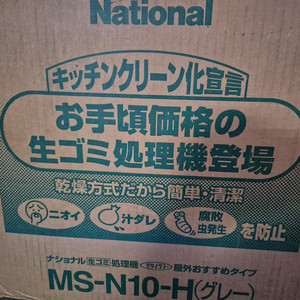 National
キッチンクリーン化宣言
お手頃価格の
生ゴミ処理機登場
乾燥方式だから簡単・清潔
ニオイ
汁ダレ
腐敗
虫発生
を防止
ナショナル 生ゴミ 処理機 屋外おすすめタイプ
MS-N10-H(グレー)